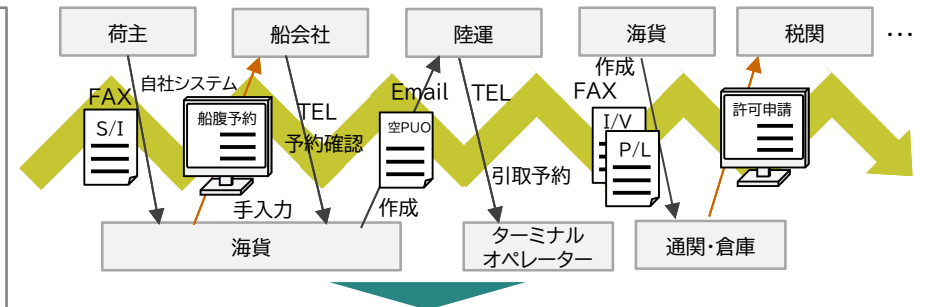 荷主
船会社
陸運
海貨
税関
…
自社システム
作成
FAX
S/I
船腹予約
TEL
予約確認
Email
空PUO
TEL
FAX
I/V
P/L
許可申請
引取予約
手入力
作成
海貨
ターミナル
オペレーター
通関・倉庫